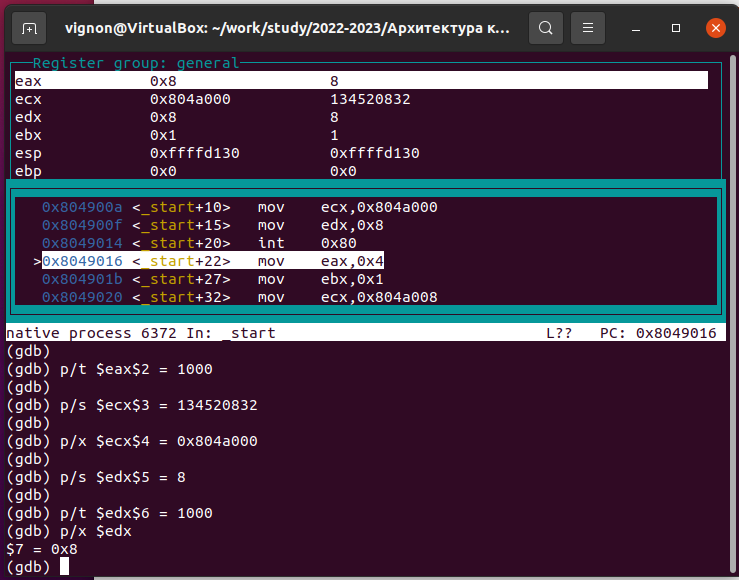 vignon@VirtualBox: ~/work/study/2022-2023/Архитектура к...
Register group: general
eax 0x8 8
ecx 0x804a000 134520832
edx 0x8 8
ebx 0x1 1
esp 0xffffd130 0xffffd130
ebp 0x0 0x0
0x804900a <_start+10> mov ecx,0x804a000
0x804900f <_start+15> mov edx,0x8
0x8049014 <_start+20> int 0x80
>0x8049016 <_start+22> mov eax,0x4
0x804901b <_start+27> mov ebx,0x1
0x8049020 <_start+32> mov ecx,0x804a008
native process 6372 In: _start L?? PC: 0x8049016
(gdb)
(gdb) p/t $eax$2 = 1000
(gdb)
(gdb) p/s $ecx$3 = 134520832
(gdb)
(gdb) p/x $ecx$4 = 0x804a000
(gdb)
(gdb) p/s $edx$5 = 8
(gdb)
(gdb) p/t $edx$6 = 1000
(gdb) p/x $edx
$7 = 0x8
(gdb)